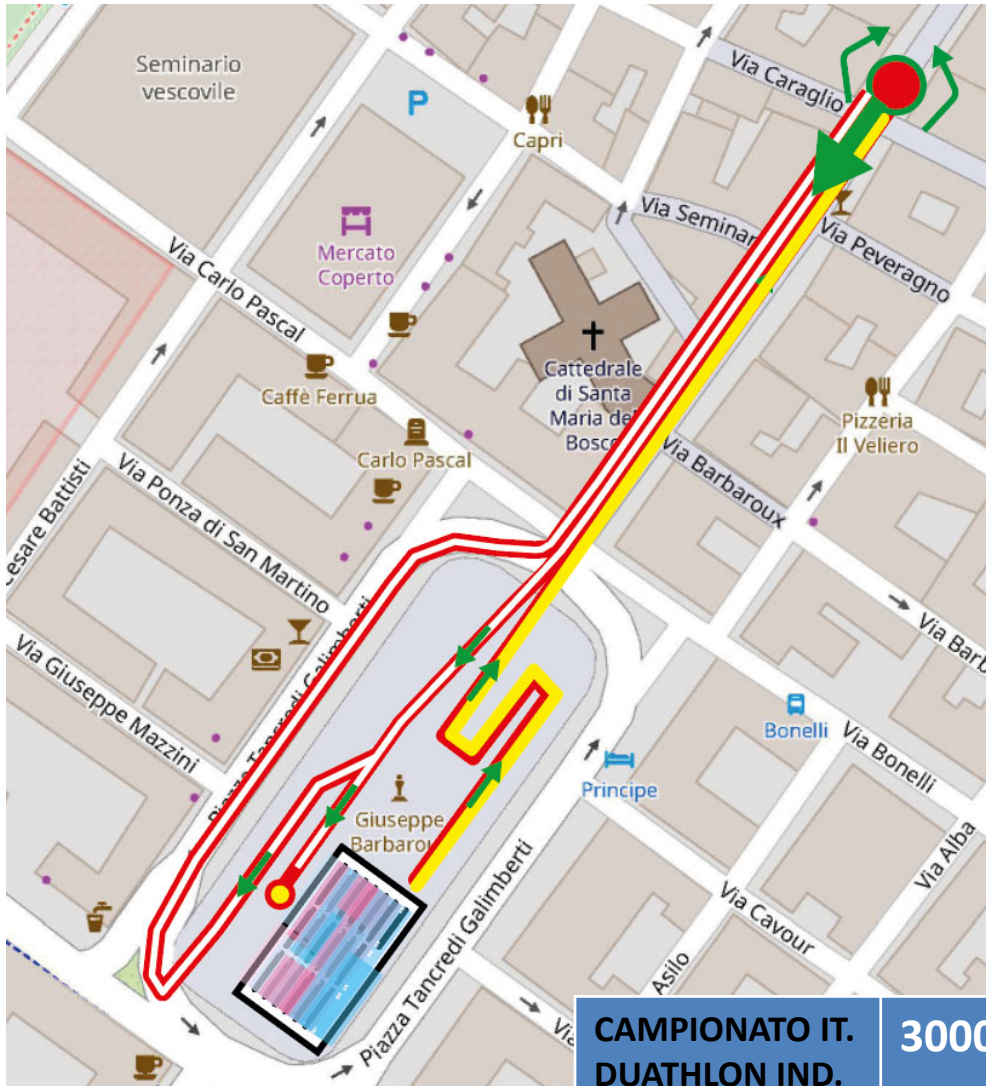 Seminario
vescovile
P
Capri
Via Caraglio
Mercato
Coperto
Via Seminar
Via Peveragno
Via Carlo Pascal
Cattedrale
di Santa
Maria del
Bosco
Caffè Ferrua
Pizzeria
Il Veliero
Carlo Pascal
Via Barbaroux
Cesare Battisti
Via Ponza di San Martino
Via Barb
Via Giuseppe Mazzini
Piazza Tancredi Galimberti
Bonelli
Via Bonelli
Principe
Giuseppe
Barbarou
Via Alba
Via Cavour
Piazza Tancredi Galimberti
Asilo
Via
CAMPIONATO IT.
DUATHLON IND.
3000